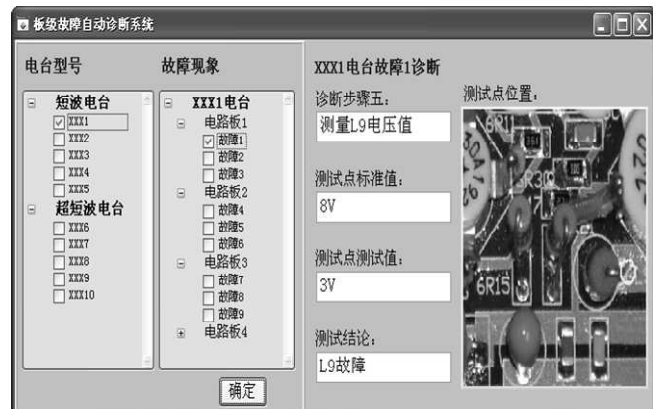 板级故障自动诊断系统
电台型号
短波电台
XXX1
XXX2
XXX3
XXX4
XXX5
超短波电台
XXX6
XXX7
XXX8
XXX9
XXX10
故障现象
XXX1电台
电路板1
故障1
故障2
故障3
电路板2
故障4
故障5
故障6
电路板3
故障7
故障8
故障9
电路板4
确定
XXX1电台故障1诊断
诊断步骤五：
测量L9电压值
测试点标准值：
8V
测试点测试值：
3V
测试结论：
L9故障
测试点位置：
6R15